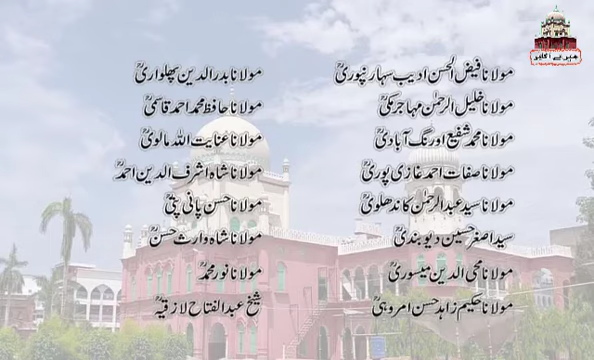 مولانا فیض الحسن ادیب سہارنپوریؒ
مولانا خلیل الرحمٰن مہاجر مکیؒ
مولانا محمد شفیع اورنگ آبادیؒ
مولانا صفات احمد غازی پوریؒ
مولانا سید عبدالرحمٰن کاندھلویؒ
سید اصغر حسین دیوبندیؒ
مولانا محی الدین میسوریؒ
مولانا حکیم زاہد حسن امروہیؒ
مولانا بدرالدین پھلواریؒ
مولانا حافظ محمد احمد قاسمیؒ
مولانا عنایت اللہ مالویؒ
مولانا شاہ اشرف الدین احمدؒ
مولانا حسن پانی پتیؒ
مولانا شاہ وارث حسنؒ
مولانا نور محمدؒ
شیخ عبدالفتاح لازقیہؒ